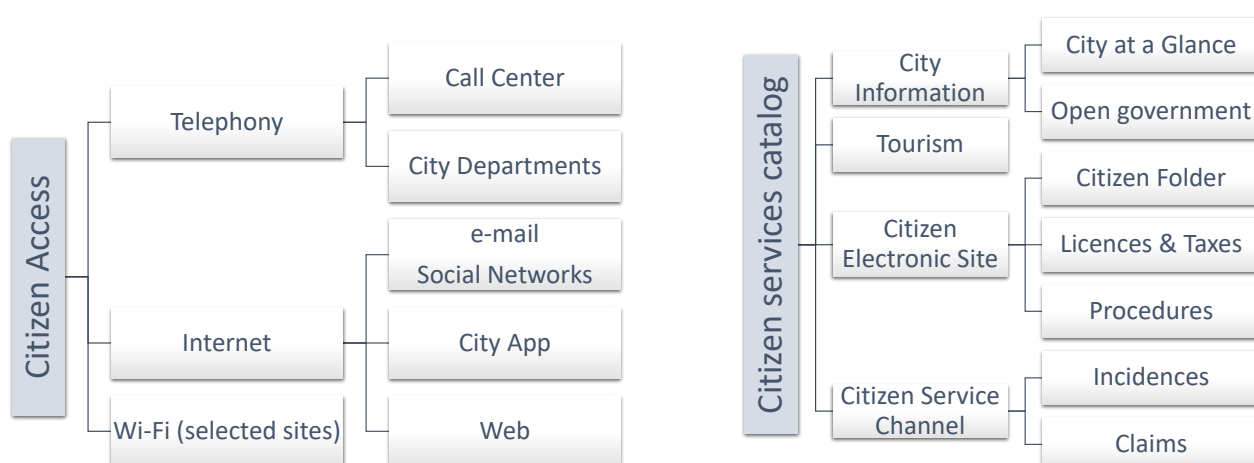 Citizen Access
Telephony
Call Center
City Departments
Internet
e-mail
Social Networks
City App
Web
Wi-Fi (selected sites)
Citizen services catalog
City
Information
City at a Glance
Open government
Tourism
Citizen
Electronic Site
Citizen Folder
Licences & Taxes
Procedures
Citizen Service
Channel
Incidences
Claims